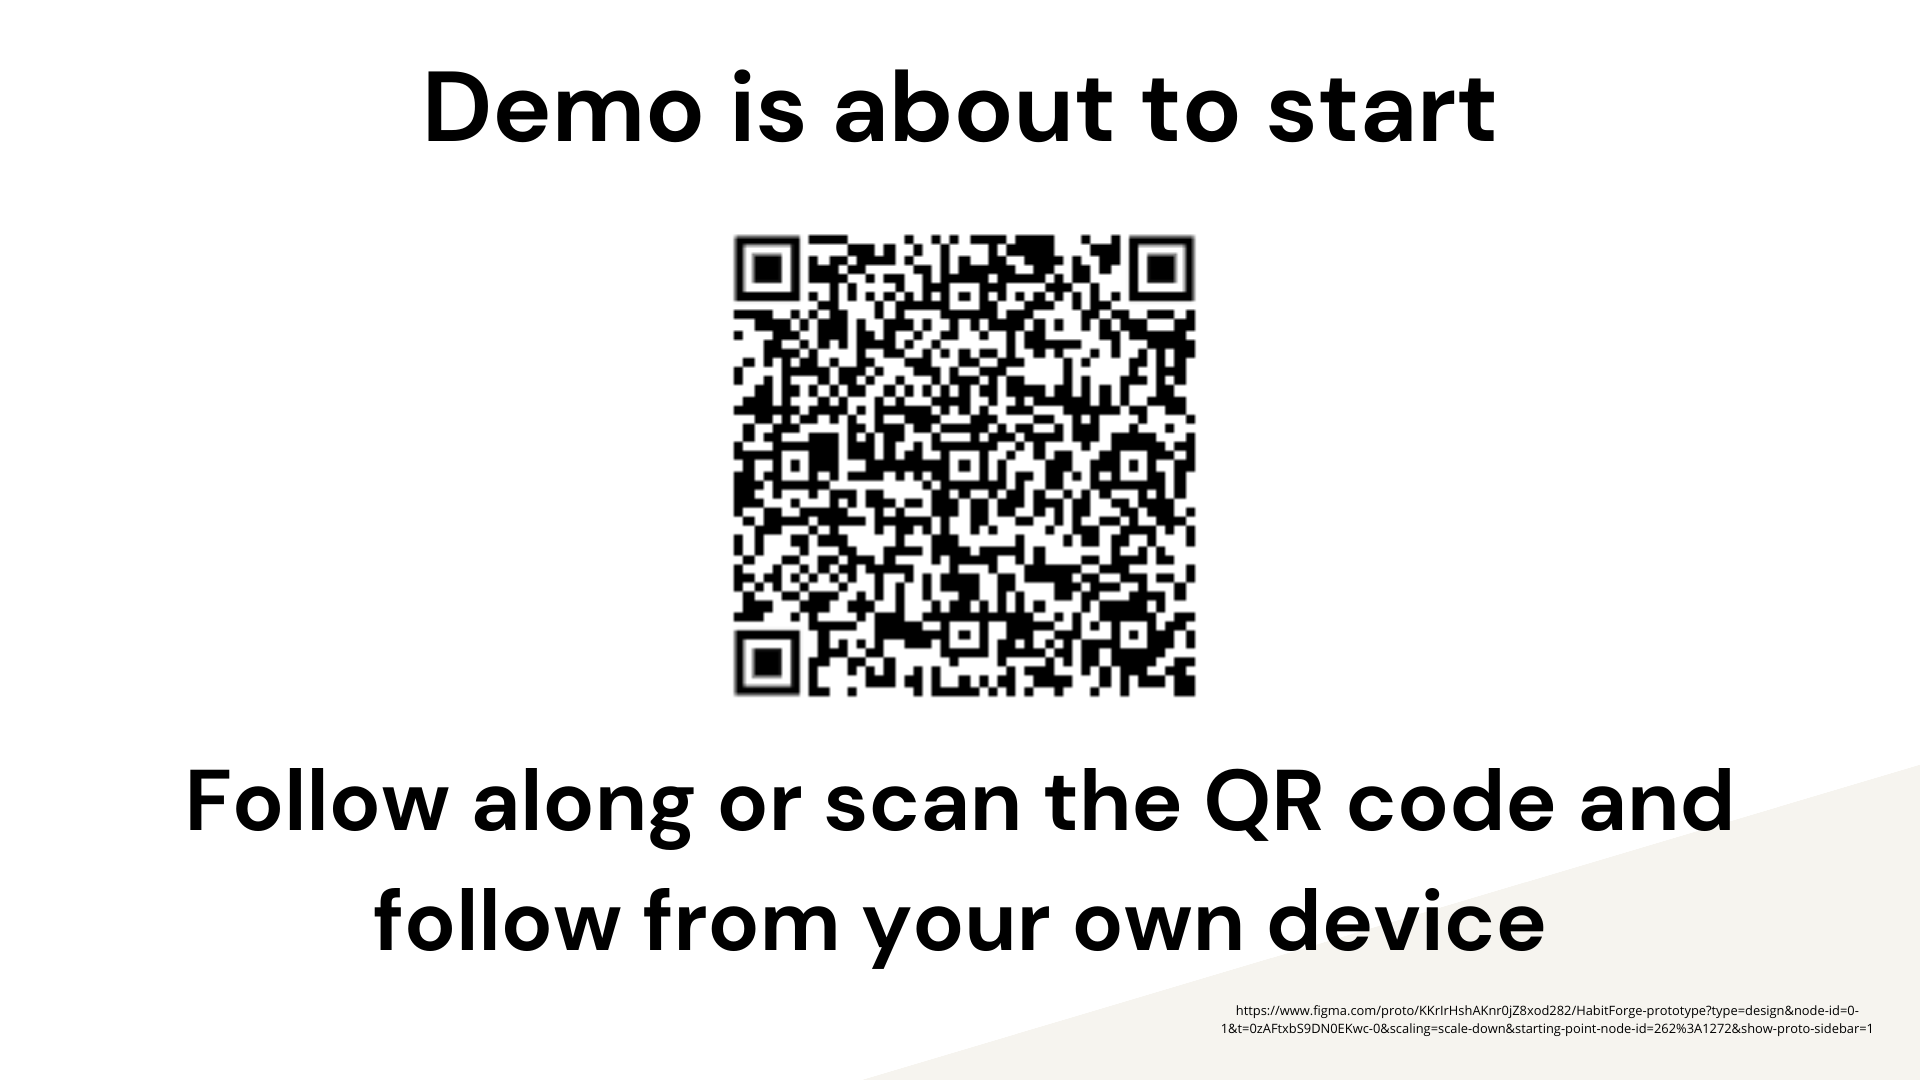 Demo is about to start
Follow along or scan the QR code and
follow from your own device
https://www.figma.com/proto/KKrIrHshAKnr0jZ8xod282/HabitForge-prototype?type=design&node-id=0-
1&t=0zAFtxbS9DN0EKwc-0&scaling=scale-down&starting-point-node-id=262%3A1272&show-proto-sidebar=1